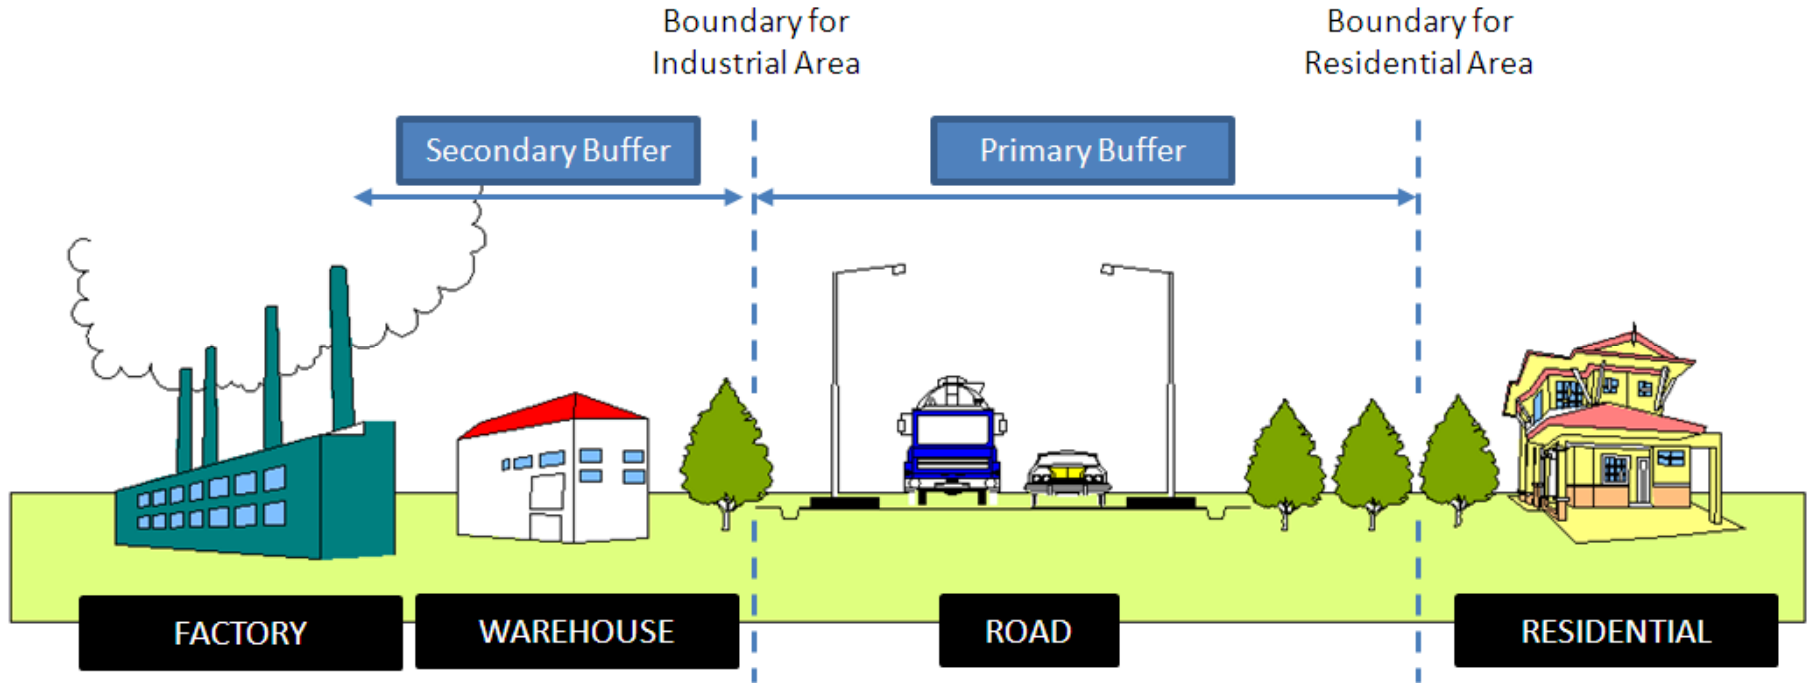 Boundary for
Industrial Area
Boundary for
Residential Area
Secondary Buffer
Primary Buffer
FACTORY
WAREHOUSE
ROAD
RESIDENTIAL